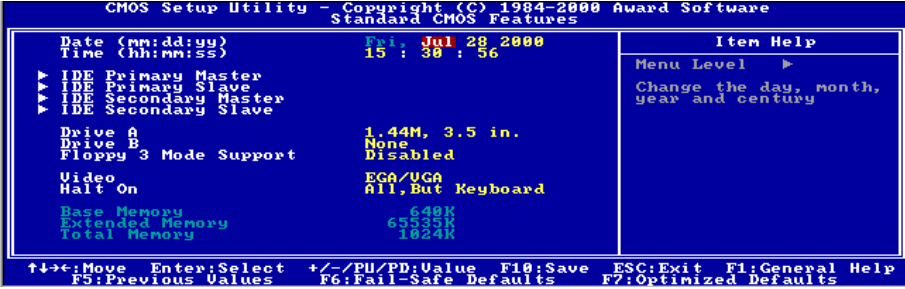 CMOS Setup Utility - Copyright (C) 1984-2000 Award Software
Standard CMOS Features
Date (mm:dd:yy) Fri, Jul 28 2000
Time (hh:mm:ss) 15 : 30 : 56
► IDE Primary Master
► IDE Primary Slave
► IDE Secondary Master
► IDE Secondary Slave
Drive A 1.44M, 3.5 in.
Drive B None
Floppy 3 Mode Support Disabled
Video EGA/VGA
Halt On All,But Keyboard
Base Memory 640K
Extended Memory 65535K
Total Memory 1024K
Item Help
Menu Level ►
Change the day, month,
year and century
↑↓→←:Move Enter:Select +/-/PU/PD:Value F10:Save ESC:Exit F1:General Help
F5:Previous Values F6:Fail-Safe Defaults F7:Optimized Defaults